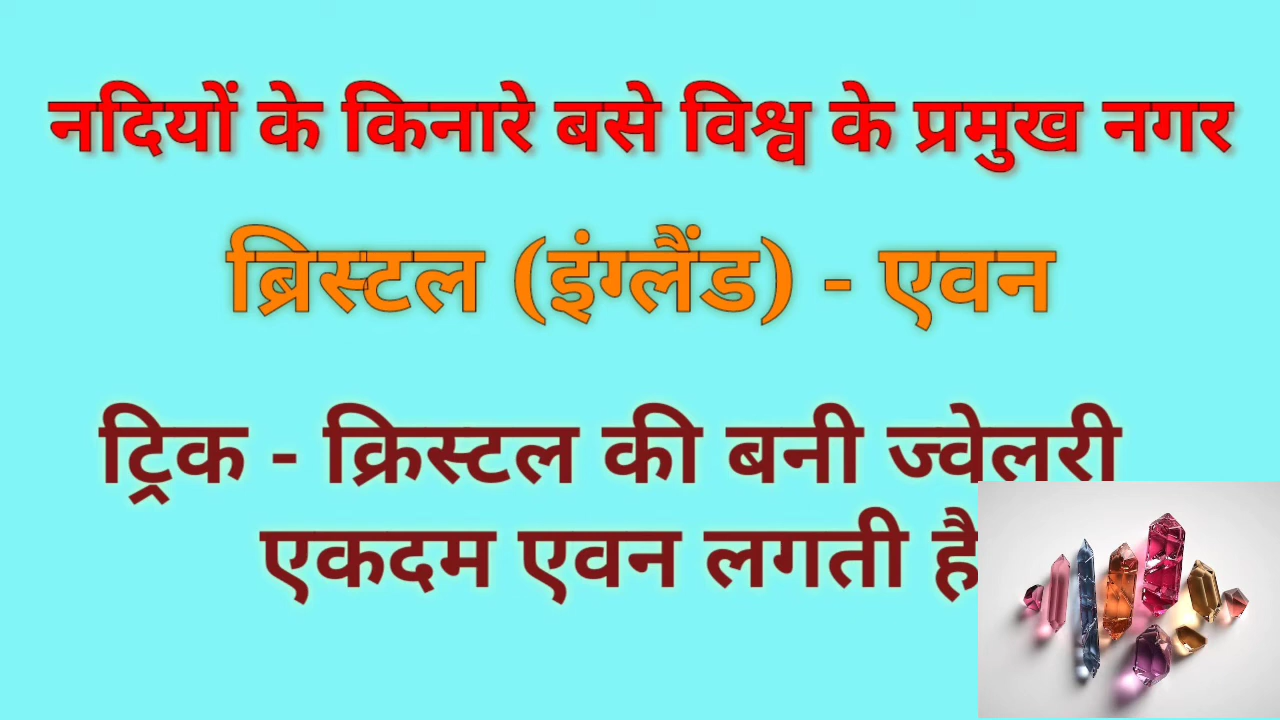 नदियों के किनारे बसे विश्व के प्रमुख नगर
ब्रिस्टल (इंग्लैंड) - एवन
ट्रिक - क्रिस्टल की बनी ज्वेलरी
एकदम एवन लगती है